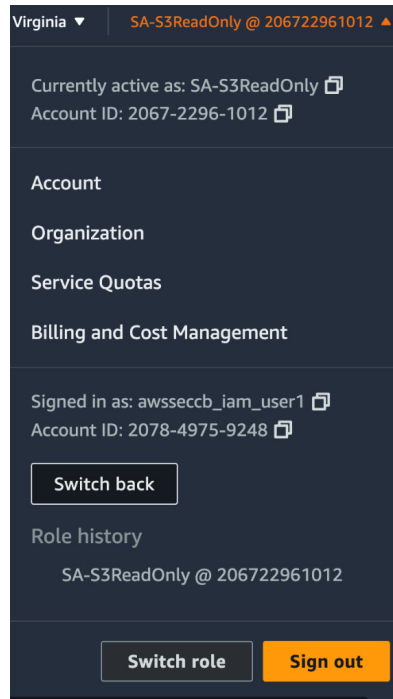 Virginia ▼ SA-S3ReadOnly @ 206722961012 ▲
Currently active as: SA-S3ReadOnly
Account ID: 2067-2296-1012
Account
Organization
Service Quotas
Billing and Cost Management
Signed in as: awsseccb_iam_user1
Account ID: 2078-4975-9248
Switch back
Role history
SA-S3ReadOnly @ 206722961012
Switch role Sign out